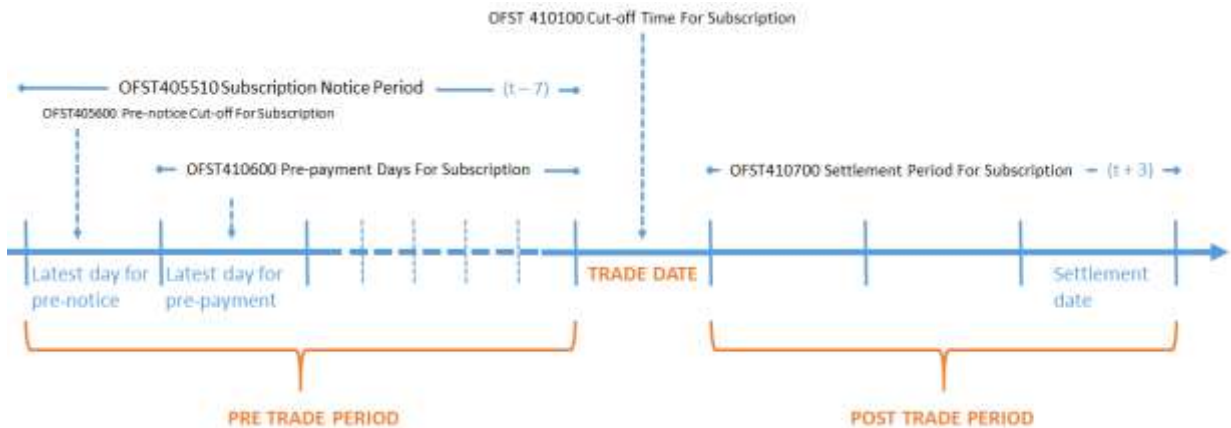 OFST 410100 Cut-off Time For Subscription
OFST405510 Subscription Notice Period (t – 7)
OFST405600 Pre-notice Cut-off For Subscription
OFST410600 Pre-payment Days For Subscription
OFST410700 Settlement Period For Subscription (t + 3)
Latest day for
pre-notice
Latest day for
pre-payment
TRADE DATE
Settlement
date
PRE TRADE PERIOD
POST TRADE PERIOD